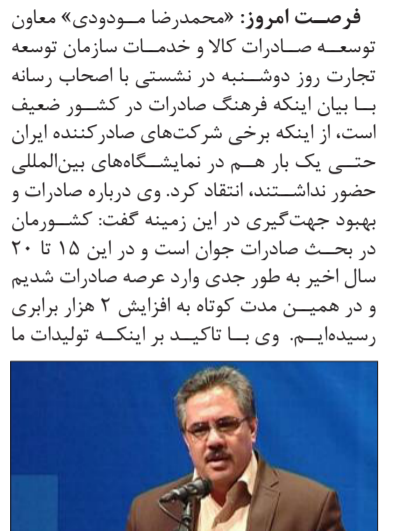 فرصت امروز: «محمدرضا مودودی» معاون
توسعه صادرات کالا و خدمات سازمان توسعه
تجارت روز دوشنبه در نشستی با اصحاب رسانه
با بیان اینکه فرهنگ صادرات در کشور ضعیف
است، از اینکه برخی شرکت‌های صادرکننده ایران
حتی یک بار هم در نمایشگاه‌های بین‌المللی
حضور نداشتند، انتقاد کرد. وی درباره صادرات و
بهبود جهت‌گیری در این زمینه گفت: کشورمان
در بحث صادرات جوان است و در این ۱۵ تا ۲۰
سال اخیر به طور جدی وارد عرصه صادرات شدیم
و در همین مدت کوتاه به افزایش ۲ هزار برابری
رسیده‌ایم. وی با تاکید بر اینکه تولیدات ما